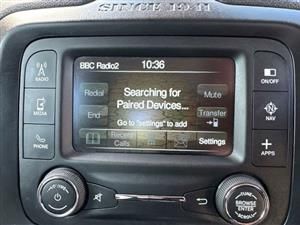 SINCE 1941
BBC Radio2 10:36
RADIO
MEDIA
PHONE
Redial
End
Searching for
Paired Devices...
Go to "settings" to add
Mute
Transfer
Recent
Calls
Settings
ON/OFF
NAV
APPS
BROWSE
ENTER